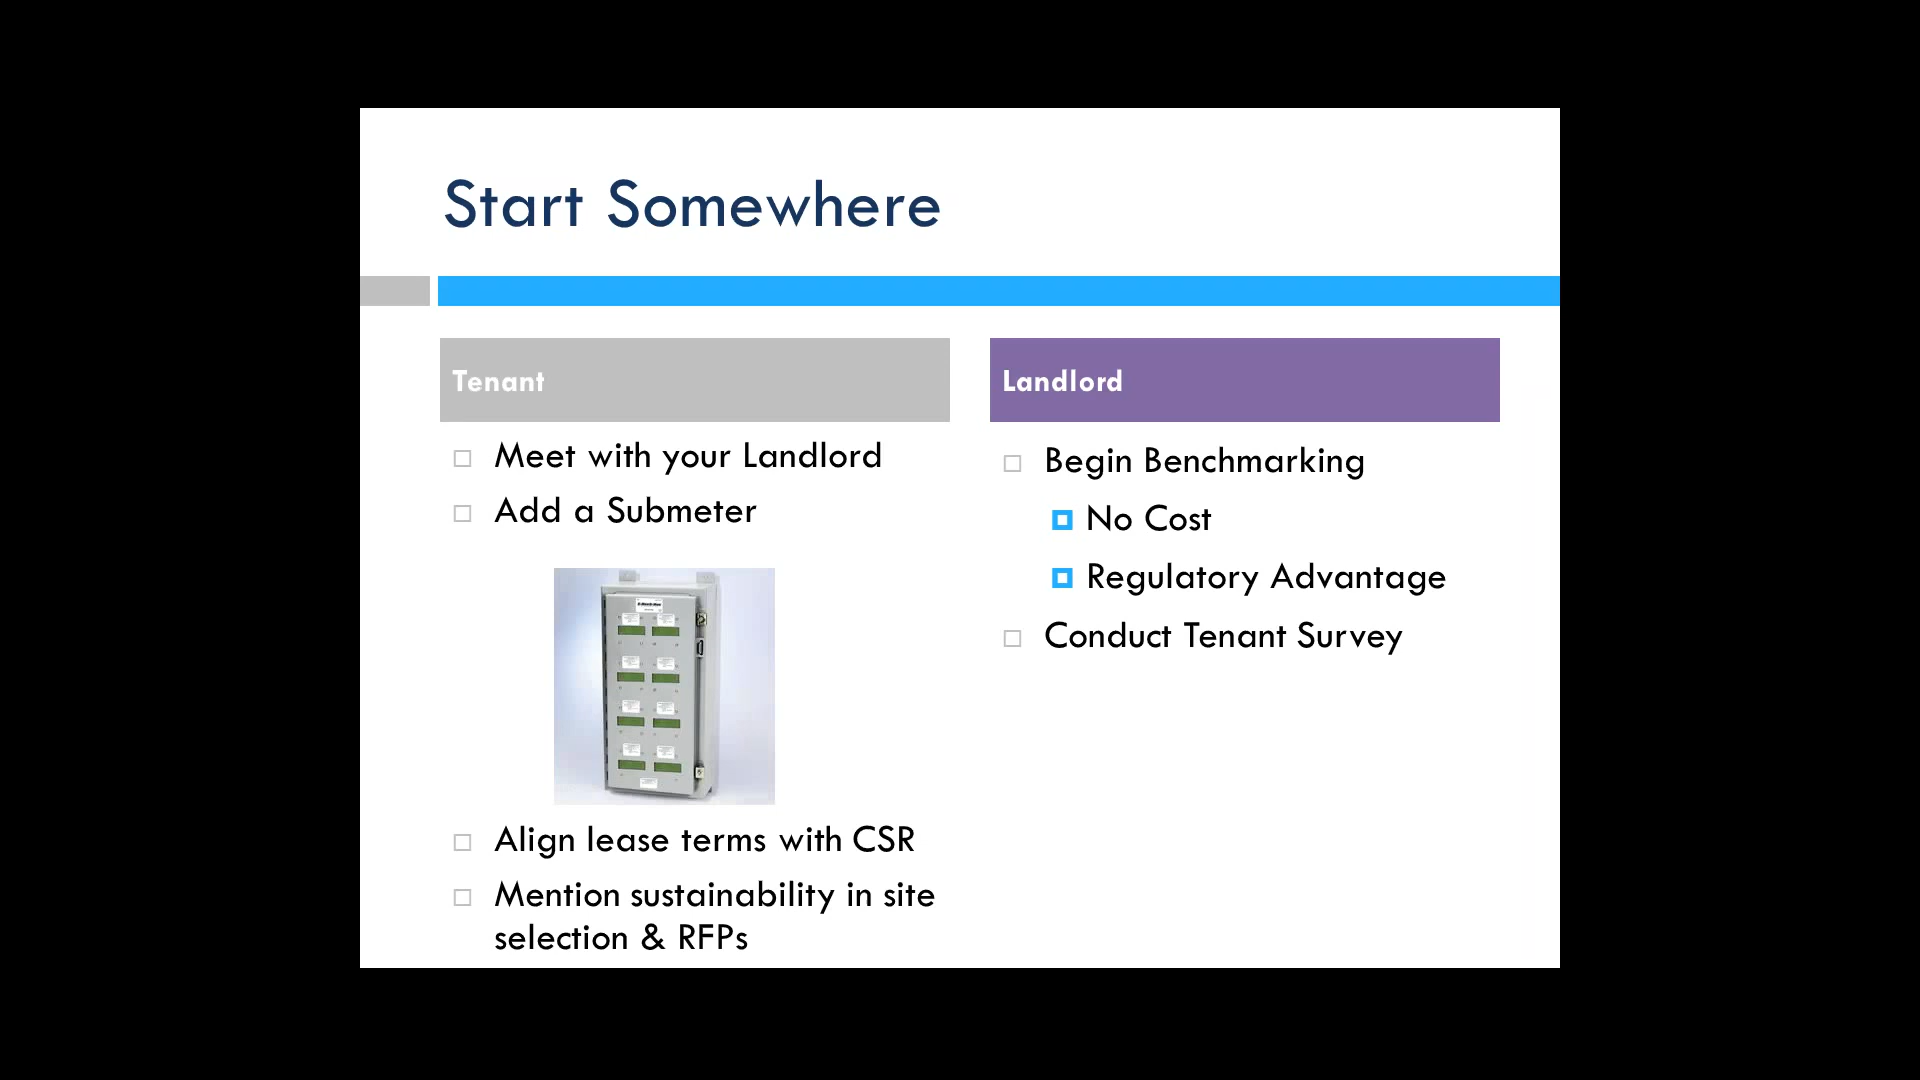 Start Somewhere
Tenant
Meet with your Landlord
Add a Submeter
Align lease terms with CSR
Mention sustainability in site
selection & RFPs
Landlord
Begin Benchmarking
No Cost
Regulatory Advantage
Conduct Tenant Survey